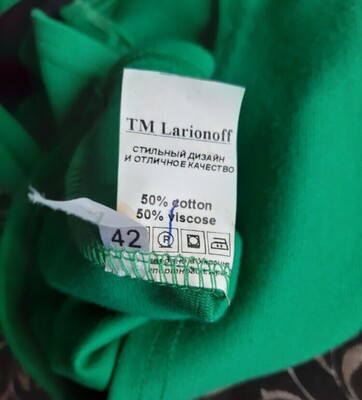 TM Larionoff
СТИЛЬНЫЙ ДИЗАЙН
И ОТЛИЧНОЕ КАЧЕСТВО
50% cotton
50% viscose
42
P